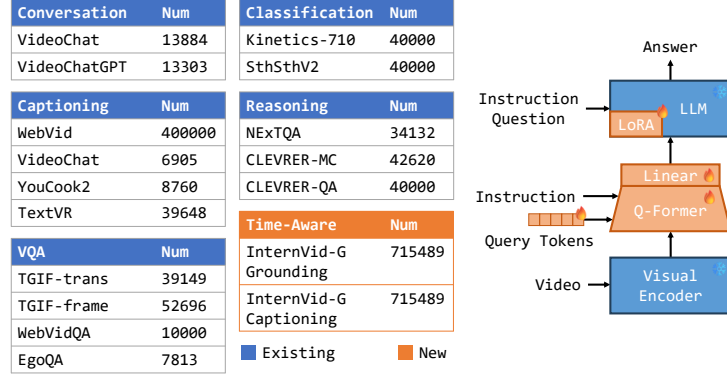 Conversation Num
VideoChat 13884
VideoChatGPT 13303
Captioning Num
WebVid 400000
VideoChat 6905
YouCook2 8760
TextVR 39648
VQA Num
TGIF-trans 39149
TGIF-frame 52696
WebVidQA 10000
EgoQA 7813
Classification Num
Kinetics-710 40000
SthSthV2 40000
Reasoning Num
NExTQA 34132
CLEVRER-MC 42620
CLEVRER-QA 40000
Time-Aware Num
InternVid-G 715489
Grounding
InternVid-G 715489
Captioning
Existing New
Answer
Instruction
Question
LLM
LoRA
Linear
Instruction
Q-Former
Query Tokens
Video
Visual
Encoder